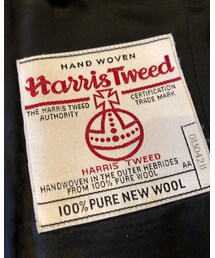 HAND WOVEN
Harris Tweed
THE HARRIS TWEED AUTHORITY
CERTIFICATION TRADE MARK
HARRIS TWEED
HANDWOVEN IN THE OUTER HEBRIDES
FROM 100% PURE WOOL
AA
100% PURE NEW WOOL